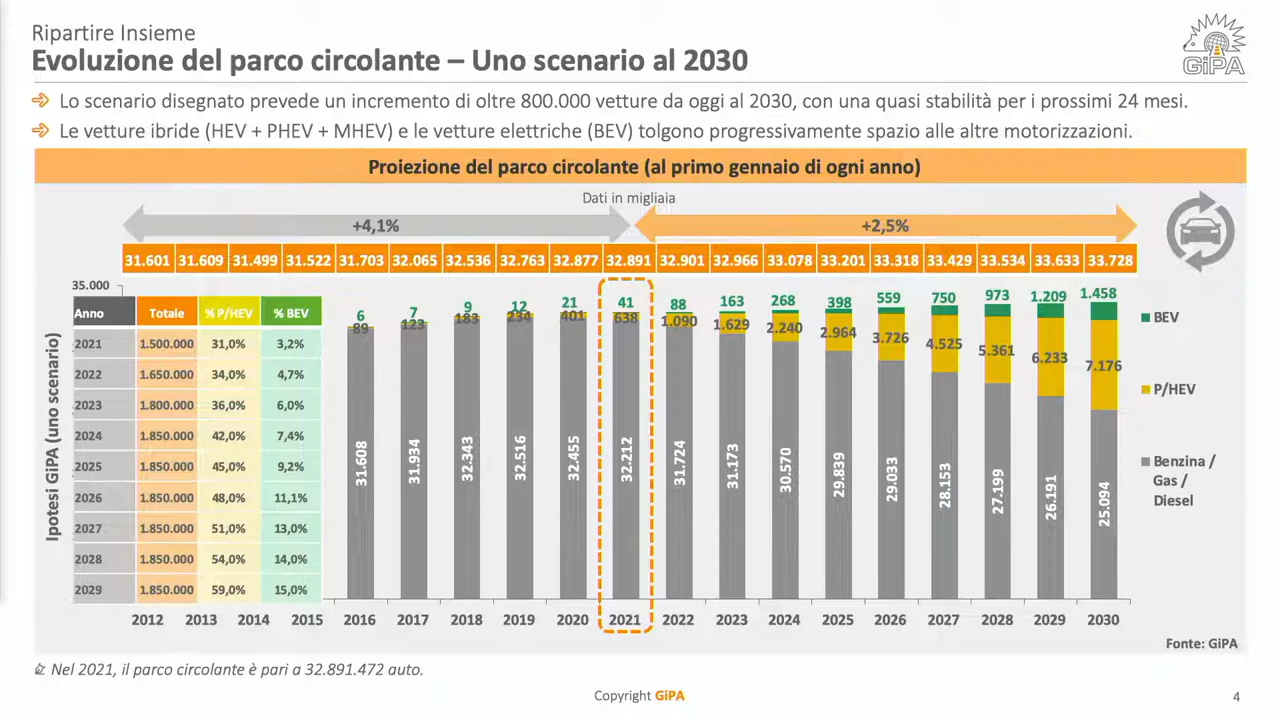 Ripartire Insieme
Evoluzione del parco circolante – Uno scenario al 2030
GiPA
Lo scenario disegnato prevede un incremento di oltre 800.000 vetture da oggi al 2030, con una quasi stabilità per i prossimi 24 mesi.
Le vetture ibride (HEV + PHEV + MHEV) e le vetture elettriche (BEV) tolgono progressivamente spazio alle altre motorizzazioni.
Proiezione del parco circolante (al primo gennaio di ogni anno)
Dati in migliaia
+4,1% +2,5%
31.601 31.609 31.499 31.522 31.703 32.065 32.536 32.763 32.877 32.891 32.901 32.966 33.078 33.201 33.318 33.429 33.534 33.633 33.728
35.000
Ipotesi GiPA (uno scenario)
Anno Totale % P/HEV % BEV
2021 1.500.000 31,0% 3,2%
2022 1.650.000 34,0% 4,7%
2023 1.800.000 36,0% 6,0%
2024 1.850.000 42,0% 7,4%
2025 1.850.000 45,0% 9,2%
2026 1.850.000 48,0% 11,1%
2027 1.850.000 51,0% 13,0%
2028 1.850.000 54,0% 14,0%
2029 1.850.000 59,0% 15,0%
6 7 9 12 21 41 88 163 268 398 559 750 973 1.209 1.458
89 123 183 234 401 638 1.090 1.629 2.240 2.964 3.726 4.525 5.361 6.233 7.176
31.608 31.934 32.343 32.516 32.455 32.212 31.724 31.173 30.570 29.839 29.033 28.153 27.199 26.191 25.094
BEV
P/HEV
Benzina /
Gas /
Diesel
2012 2013 2014 2015 2016 2017 2018 2019 2020 2021 2022 2023 2024 2025 2026 2027 2028 2029 2030
Fonte: GiPA
Nel 2021, il parco circolante è pari a 32.891.472 auto.
Copyright GiPA
4